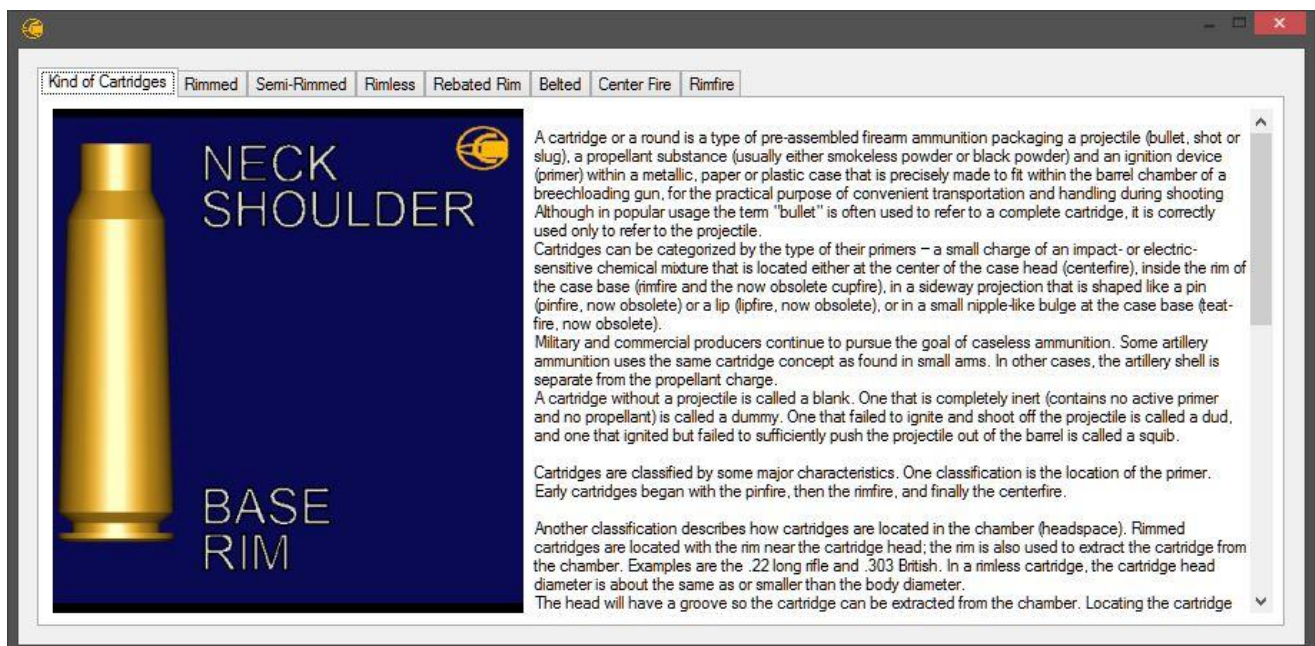 Kind of Cartridges
Rimmed
Semi-Rimmed
Rimless
Rebated Rim
Belted
Center Fire
Rimfire
NECK
SHOULDER
BASE
RIM
A cartridge or a round is a type of pre-assembled firearm ammunition packaging a projectile (bullet, shot or
slug), a propellant substance (usually either smokeless powder or black powder) and an ignition device
(primer) within a metallic, paper or plastic case that is precisely made to fit within the barrel chamber of a
breechloading gun, for the practical purpose of convenient transportation and handling during shooting
Although in popular usage the term "bullet" is often used to refer to a complete cartridge, it is correctly
used only to refer to the projectile.
Cartridges can be categorized by the type of their primers – a small charge of an impact- or electric-
sensitive chemical mixture that is located either at the center of the case head (centerfire), inside the rim of
the case base (rimfire and the now obsolete cupfire), in a sideway projection that is shaped like a pin
(pinfire, now obsolete) or a lip (lipfire, now obsolete), or in a small nipple-like bulge at the case base (teat-
fire, now obsolete).
Military and commercial producers continue to pursue the goal of caseless ammunition. Some artillery
ammunition uses the same cartridge concept as found in small arms. In other cases, the artillery shell is
separate from the propellant charge.
A cartridge without a projectile is called a blank. One that is completely inert (contains no active primer
and no propellant) is called a dummy. One that failed to ignite and shoot off the projectile is called a dud,
and one that ignited but failed to sufficiently push the projectile out of the barrel is called a squib.
Cartridges are classified by some major characteristics. One classification is the location of the primer.
Early cartridges began with the pinfire, then the rimfire, and finally the centerfire.
Another classification describes how cartridges are located in the chamber (headspace). Rimmed
cartridges are located with the rim near the cartridge head; the rim is also used to extract the cartridge from
the chamber. Examples are the .22 long rifle and .303 British. In a rimless cartridge, the cartridge head
diameter is about the same as or smaller than the body diameter.
The head will have a groove so the cartridge can be extracted from the chamber. Locating the cartridge